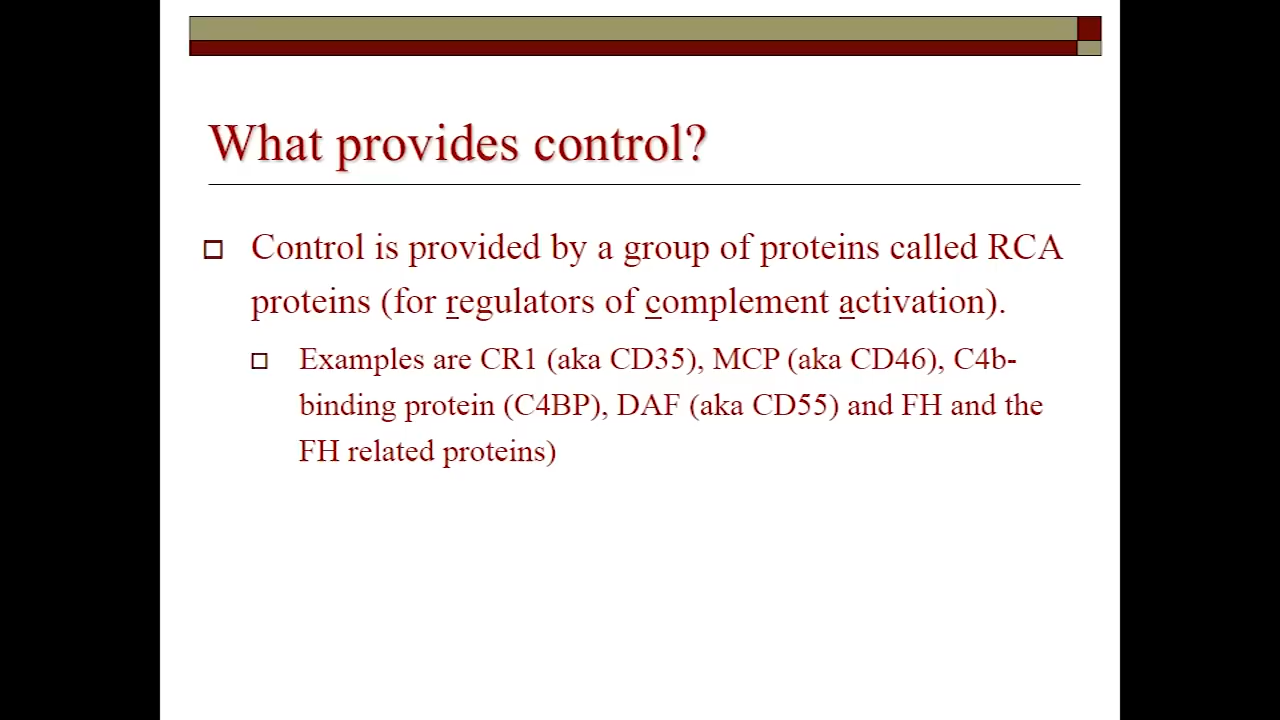 What provides control?
Control is provided by a group of proteins called RCA
proteins (for regulators of complement activation).
Examples are CR1 (aka CD35), MCP (aka CD46), C4b-
binding protein (C4BP), DAF (aka CD55) and FH and the
FH related proteins)